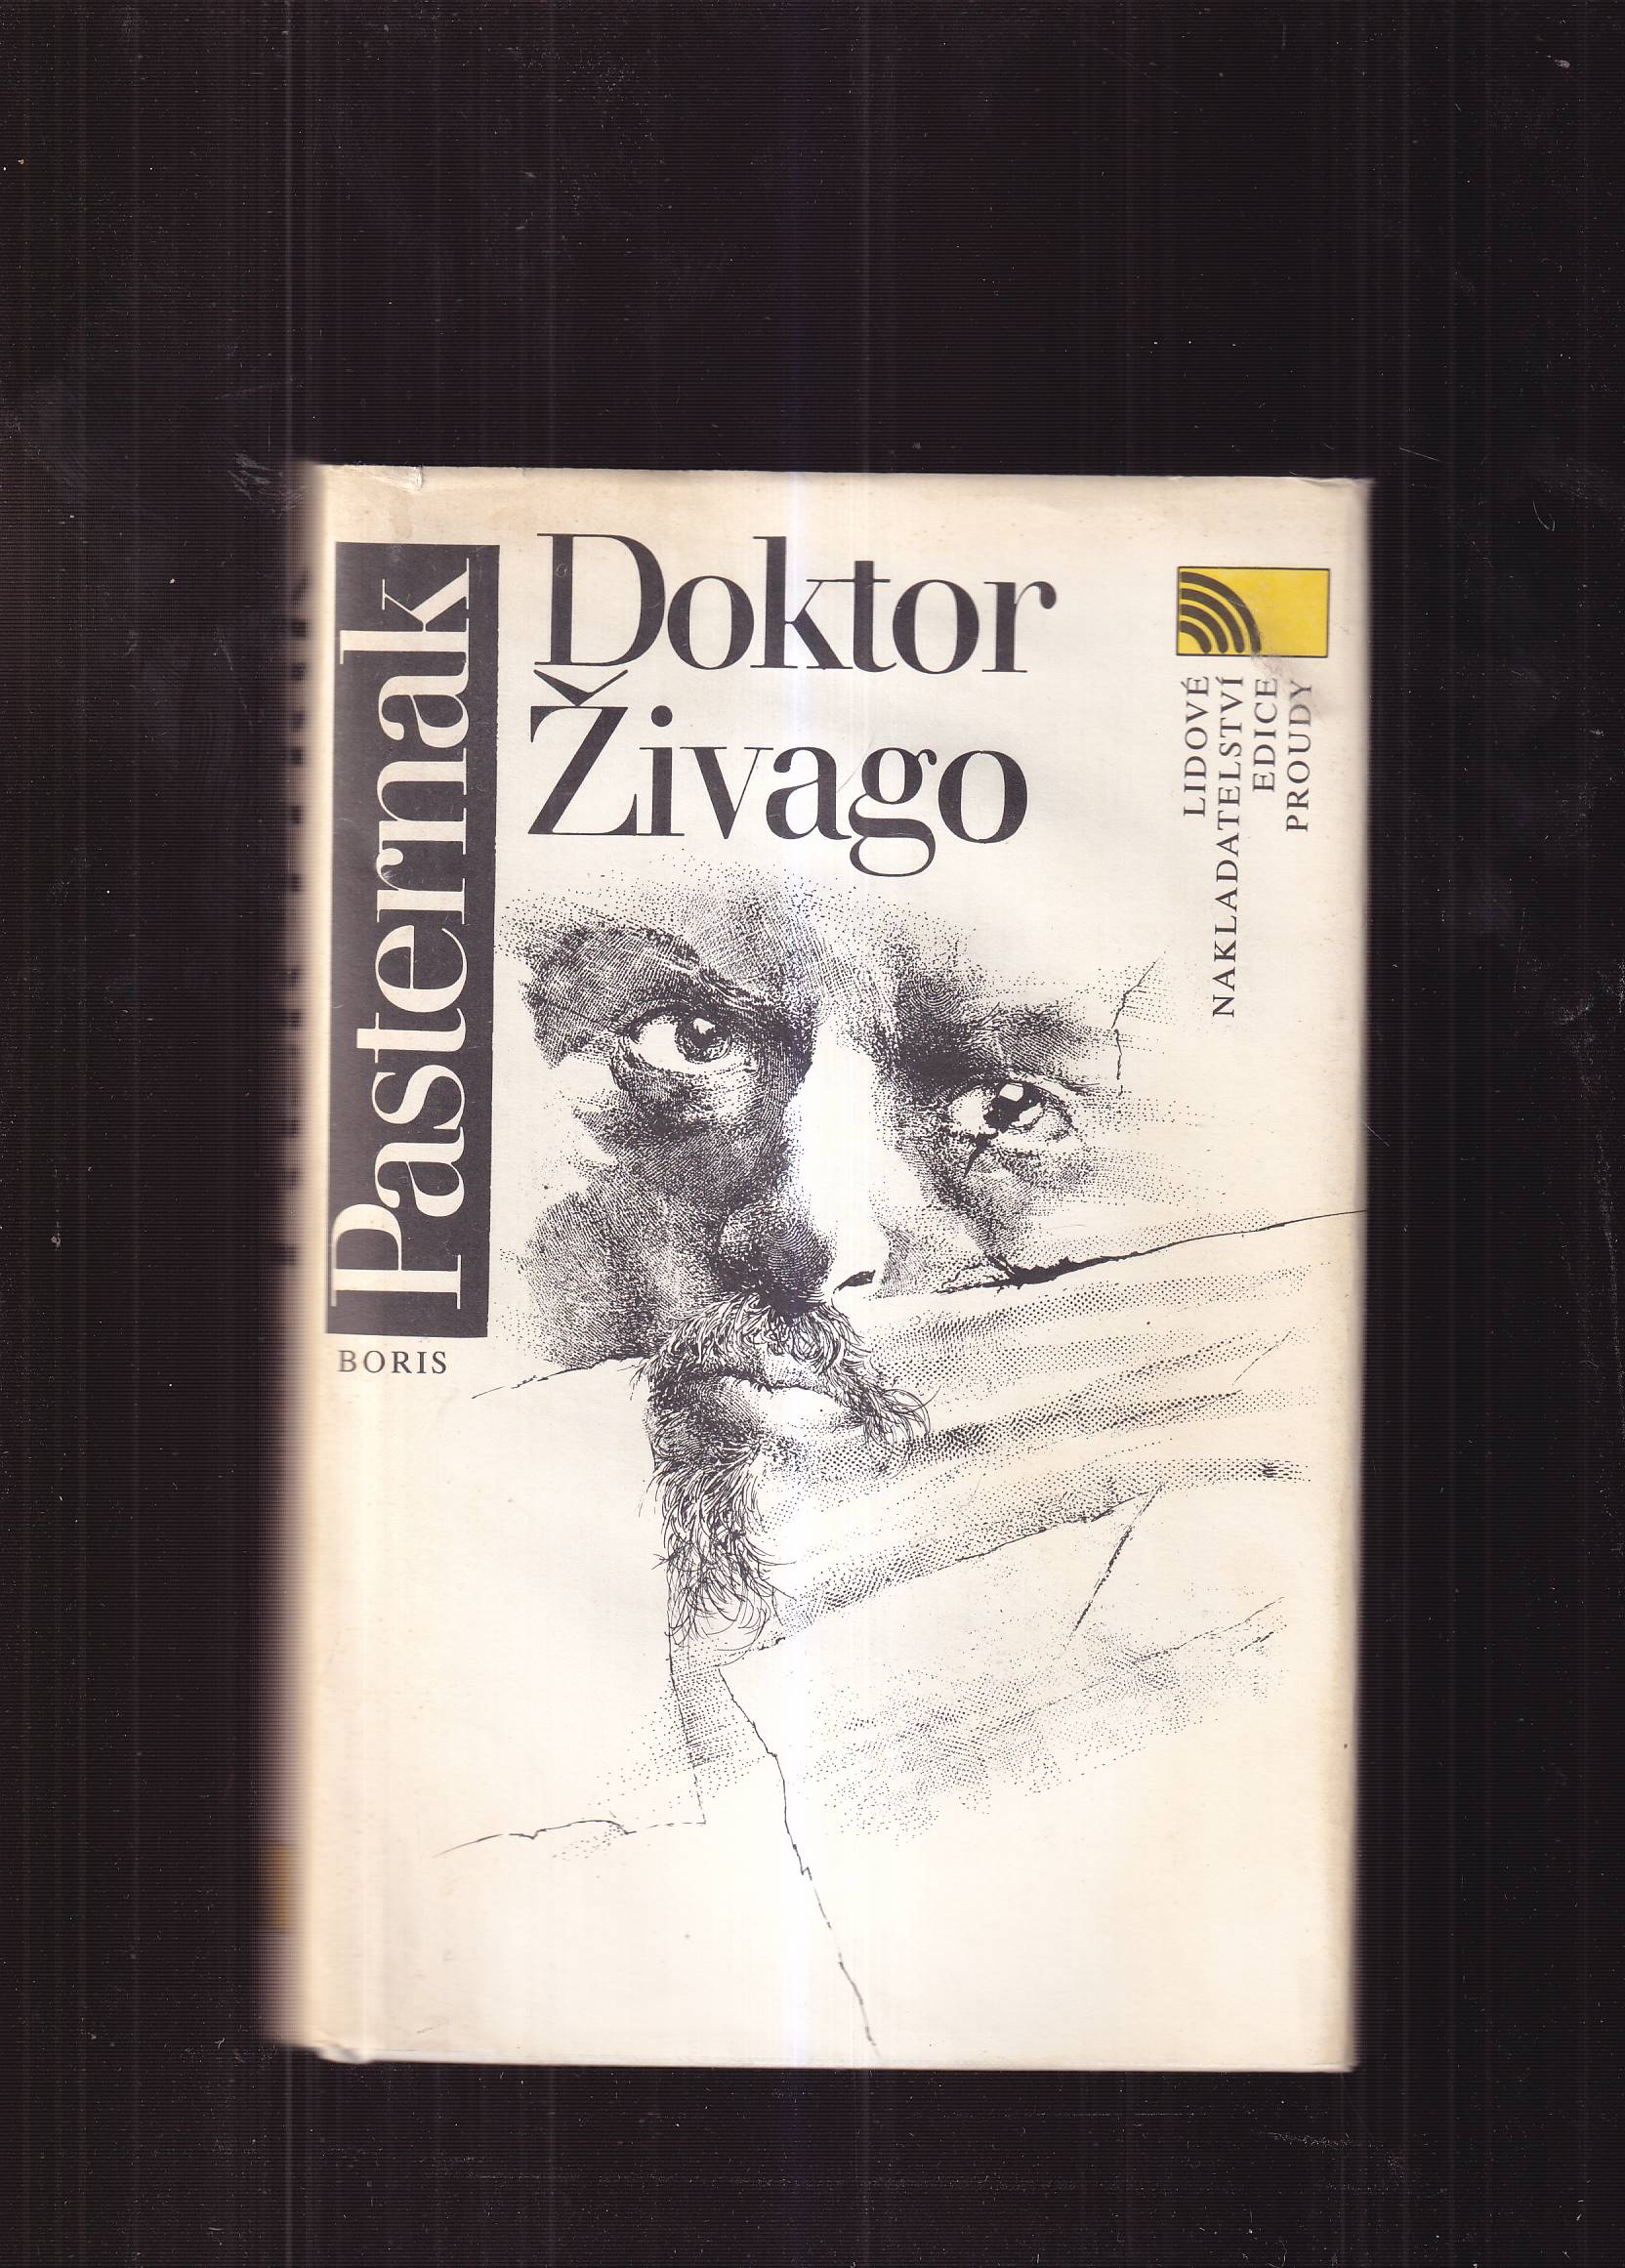 Doktor
Živago
Pasternak
BORIS
LIDOVÉ
NAKLADATELSTVÍ
EDICE
PROUDY